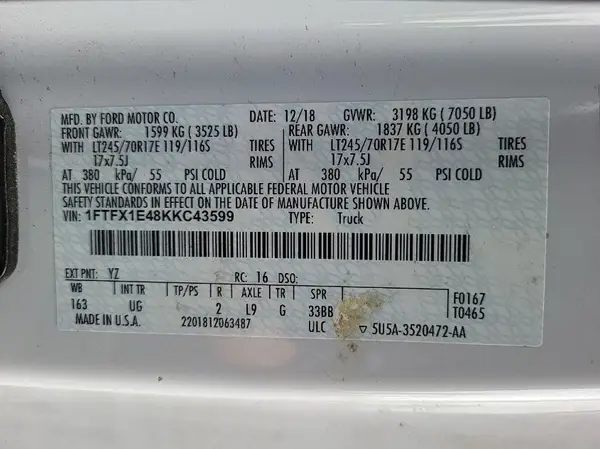 MFD. BY FORD MOTOR CO. DATE: 12/18 GVWR: 3198 KG ( 7050 LB)
FRONT GAWR: 1599 KG ( 3525 LB) REAR GAWR: 1837 KG ( 4050 LB)
WITH LT245/70R17E 119/116S TIRES WITH LT245/70R17E 119/116S TIRES
17x7.5J RIMS 17x7.5J RIMS
AT 380 kPa/ 55 PSI COLD AT 380 kPa/ 55 PSI COLD
THIS VEHICLE CONFORMS TO ALL APPLICABLE FEDERAL MOTOR VEHICLE
SAFETY STANDARDS IN EFFECT ON THE DATE OF MANUFACTURE SHOWN ABOVE.
VIN: 1FTFX1E48KKC43599 TYPE: Truck
EXT PNT: YZ RC: 16 DSO:
WB INT TR TP/PS R AXLE TR SPR F0167
163 UG 2 L9 G 33BB T0465
MADE IN U.S.A. 2201812063487 ULC ▽ 5U5A-3520472-AA